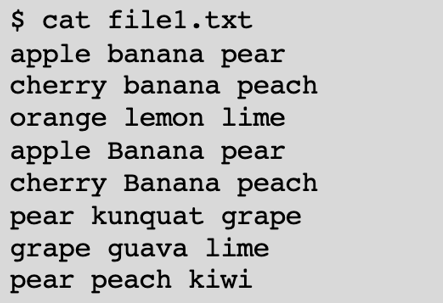 $ cat file1.txt
apple banana pear
cherry banana peach
orange lemon lime
apple Banana pear
cherry Banana peach
pear kunquat grape
grape guava lime
pear peach kiwi